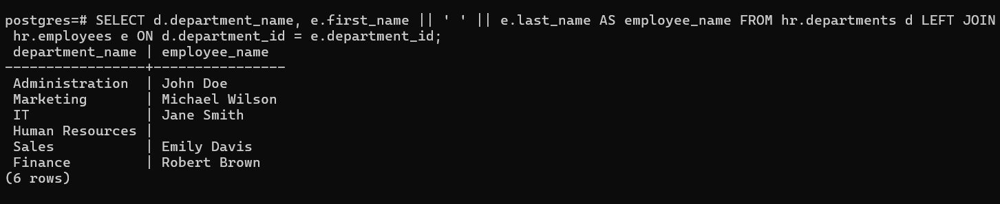 postgres=# SELECT d.department_name, e.first_name || ' ' || e.last_name AS employee_name FROM hr.departments d LEFT JOIN
 hr.employees e ON d.department_id = e.department_id;
 department_name | employee_name
-----------------+----------------
 Administration  | John Doe
 Marketing       | Michael Wilson
 IT              | Jane Smith
 Human Resources |
 Sales           | Emily Davis
 Finance         | Robert Brown
(6 rows)